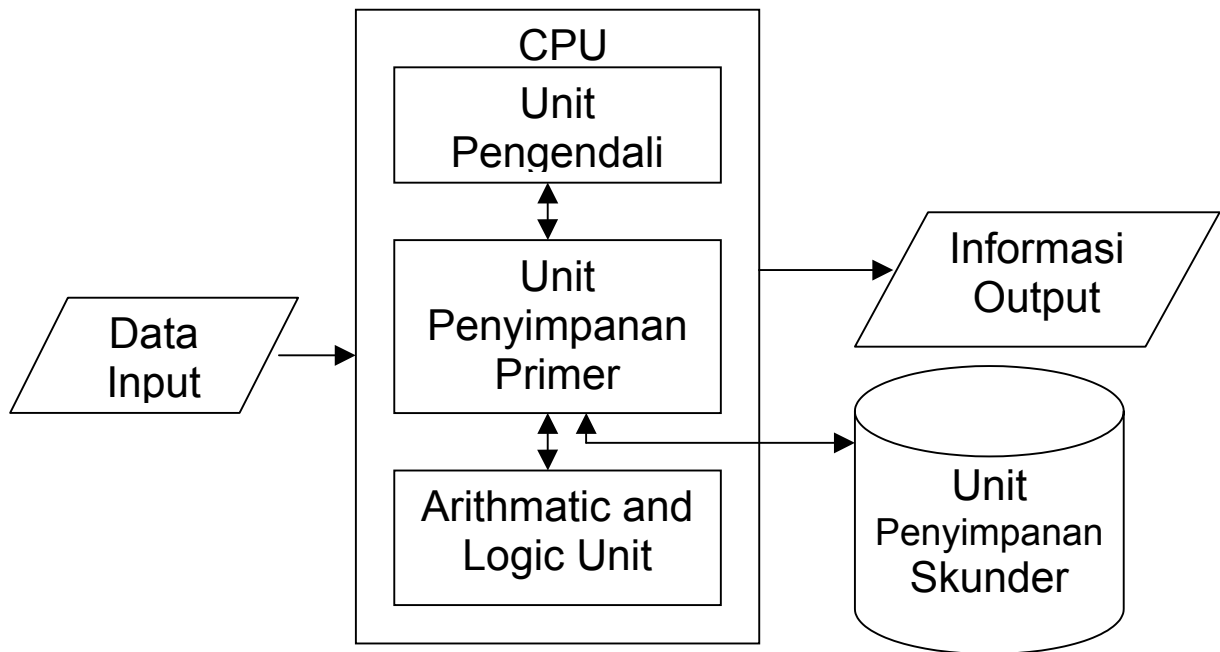 CPU
Unit
Pengendali
Unit
Penyimpanan
Primer
Arithmatic and
Logic Unit
Data
Input
Informasi
Output
Unit
Penyimpanan
Skunder